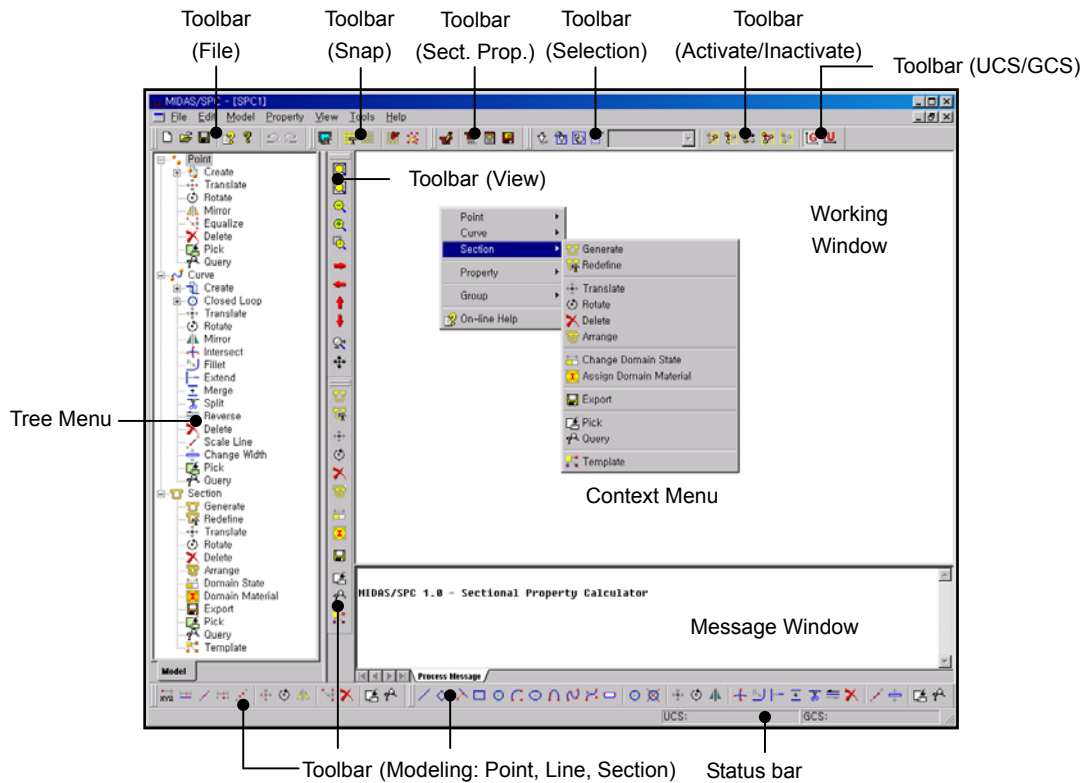 Toolbar
(File)
Toolbar
(Snap)
Toolbar
(Sect. Prop.)
Toolbar
(Selection)
Toolbar
(Activate/Inactivate)
Toolbar (UCS/GCS)
MIDAS/SPC - [SPC1]
File Edit Model Property View Tools Help
Point
Create
Translate
Rotate
Mirror
Equalize
Delete
Pick
Query
Curve
Create
Closed Loop
Translate
Rotate
Mirror
Intersect
Fillet
Extend
Merge
Split
Reverse
Delete
Scale Line
Change Width
Pick
Query
Section
Generate
Redefine
Translate
Rotate
Delete
Arrange
Domain State
Domain Material
Export
Pick
Query
Template
Model
Tree Menu
Toolbar (View)
Working
Window
Point
Curve
Section
Property
Group
On-line Help
Generate
Redefine
Translate
Rotate
Delete
Arrange
Change Domain State
Assign Domain Material
Export
Pick
Query
Template
Context Menu
MIDAS/SPC 1.0 - Sectional Property Calculator
Message Window
Process Message
XYZ
UCS: GCS:
Toolbar (Modeling: Point, Line, Section)
Status bar